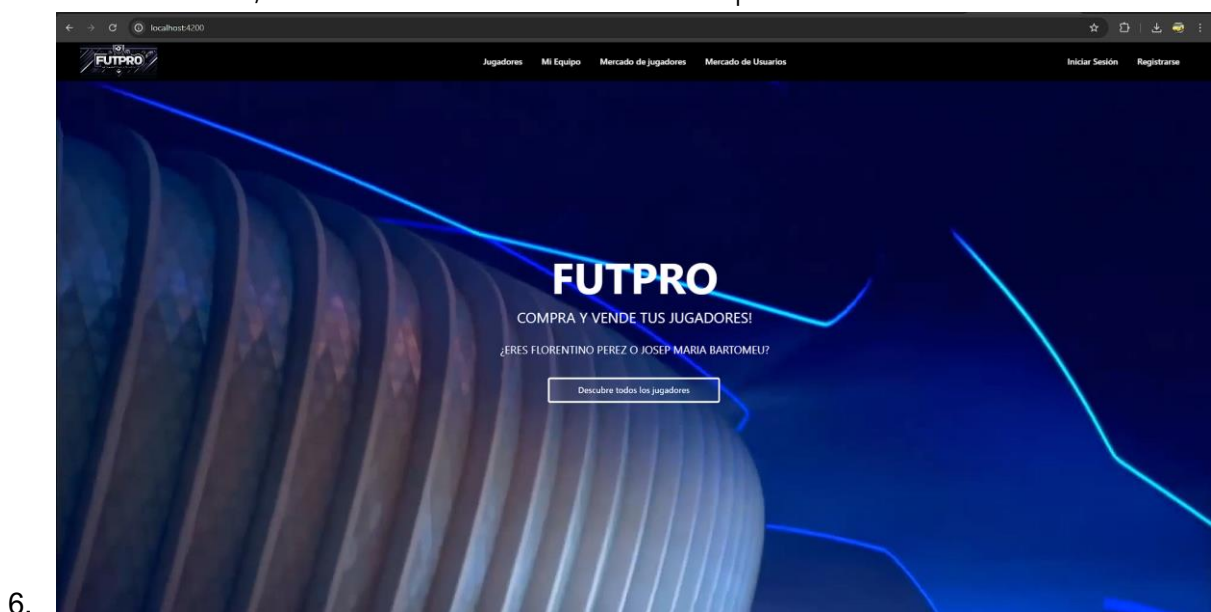 localhost:4200
FUTPRO
Jugadores Mi Equipo Mercado de jugadores Mercado de Usuarios Iniciar Sesión Registrarse
FUTPRO
COMPRA Y VENDE TUS JUGADORES!
¿ERES FLORENTINO PEREZ O JOSEP MARIA BARTOMEU?
Descubre todos los jugadores
6.